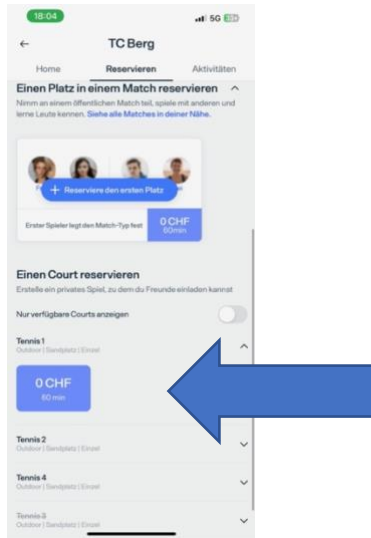 18:04
5G
TC Berg
Home Reservieren Aktivitäten
Einen Platz in einem Match reservieren
Nimm an einem öffentlichen Match teil, spiele mit anderen und
lerne Leute kennen. Siehe alle Matches in deiner Nähe.
+ Reserviere den ersten Platz
Erster Spieler legt den Match-Typ fest
0 CHF
60min
Einen Court reservieren
Erstelle ein privates Spiel, zu dem du Freunde einladen kannst
Nur verfügbare Courts anzeigen
Tennis 1
Outdoor | Sandplatz | Einzel
0 CHF
60 min
Tennis 2
Outdoor | Sandplatz | Einzel
Tennis 4
Outdoor | Sandplatz | Einzel
Tennis 3
Outdoor | Sandplatz | Einzel